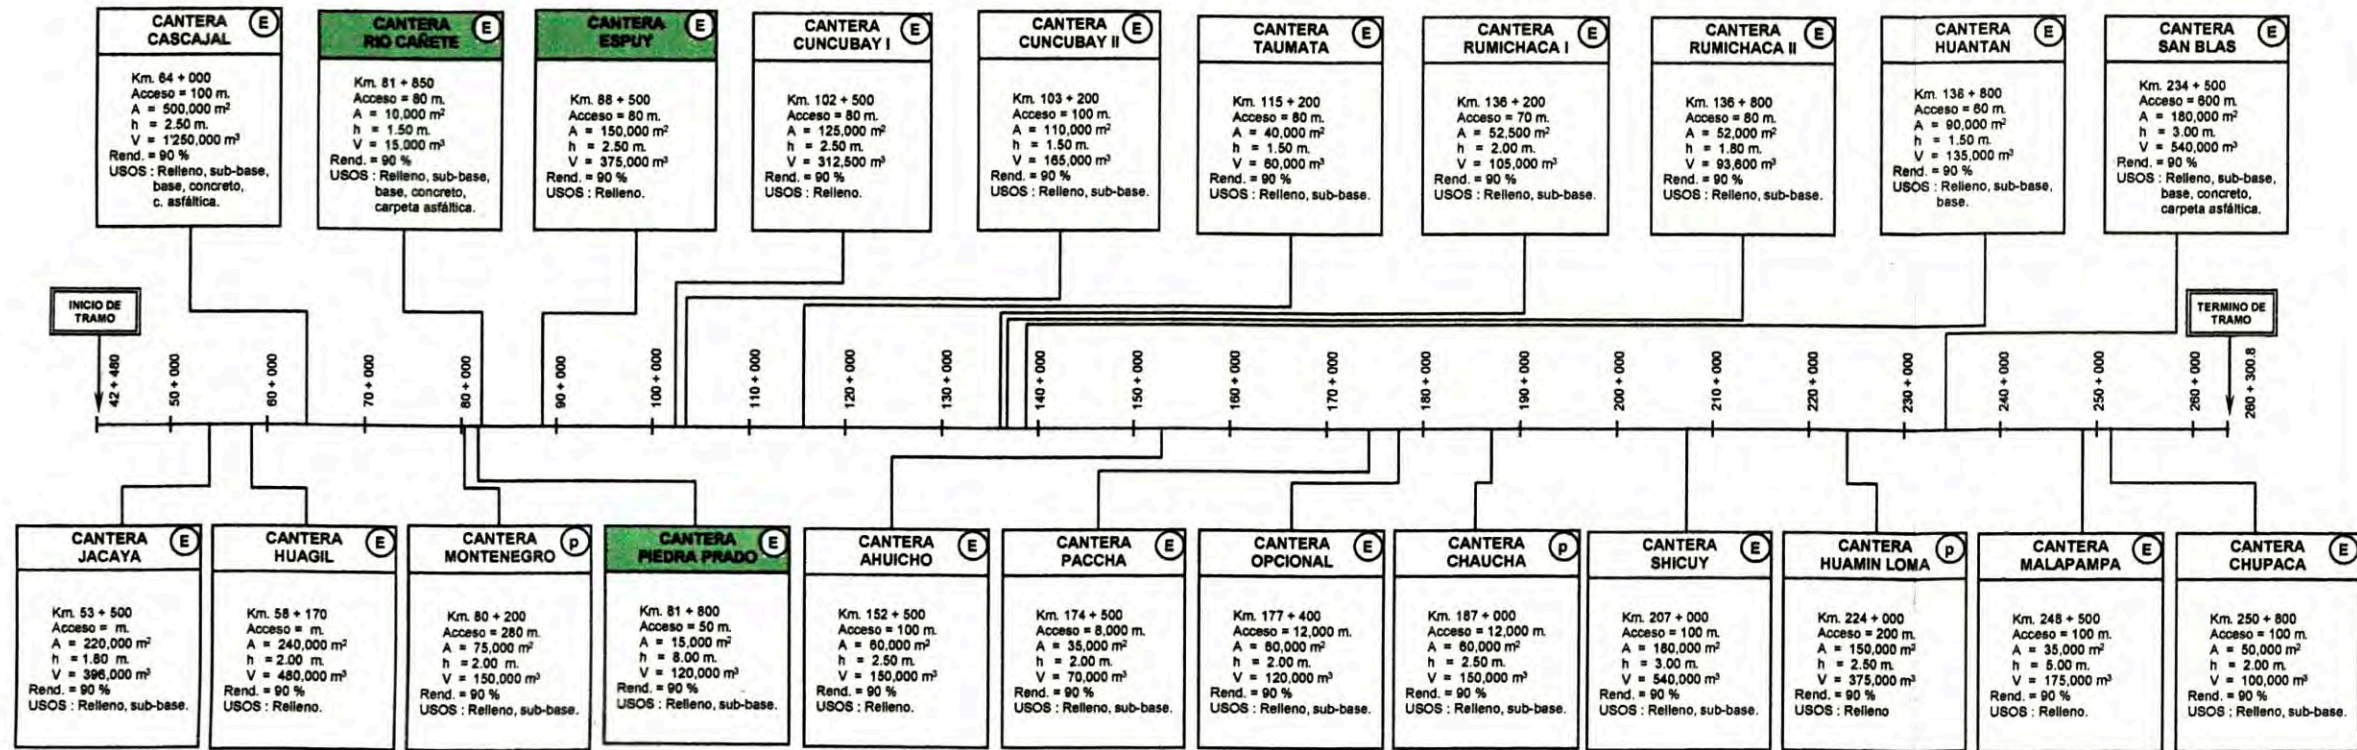 CANTERA
CASCAJAL
E
Km. 64 + 000
Acceso = 100 m.
A = 500,000 m²
h = 2.50 m.
V = 1'250,000 m³
Rend. = 90 %
USOS : Relleno, sub-base,
base, concreto,
c. asfáltica.
CANTERA
RIO CAÑETE
E
Km. 81 + 850
Acceso = 80 m.
A = 10,000 m²
h = 1.50 m.
V = 15,000 m³
Rend. = 90 %
USOS : Relleno, sub-base,
base, concreto,
carpeta asfáltica.
CANTERA
ESPUY
E
Km. 88 + 500
Acceso = 80 m.
A = 150,000 m²
h = 2.50 m.
V = 375,000 m³
Rend. = 90 %
USOS : Relleno.
CANTERA
CUNCUBAY I
E
Km. 102 + 500
Acceso = 80 m.
A = 125,000 m²
h = 2.50 m.
V = 312,500 m³
Rend. = 90 %
USOS : Relleno.
CANTERA
CUNCUBAY II
E
Km. 103 + 200
Acceso = 100 m.
A = 110,000 m²
h = 1.50 m.
V = 165,000 m³
Rend. = 90 %
USOS : Relleno, sub-base.
CANTERA
TAUMATA
E
Km. 115 + 200
Acceso = 80 m.
A = 40,000 m²
h = 1.50 m.
V = 60,000 m³
Rend. = 90 %
USOS : Relleno, sub-base.
CANTERA
RUMICHACA I
E
Km. 136 + 200
Acceso = 70 m.
A = 52,500 m²
h = 2.00 m.
V = 105,000 m³
Rend. = 90 %
USOS : Relleno, sub-base.
CANTERA
RUMICHACA II
E
Km. 136 + 800
Acceso = 80 m.
A = 52,000 m²
h = 1.80 m.
V = 93,600 m³
Rend. = 90 %
USOS : Relleno, sub-base.
CANTERA
HUANTAN
E
Km. 138 + 800
Acceso = 60 m.
A = 90,000 m²
h = 1.50 m.
V = 135,000 m³
Rend. = 90 %
USOS : Relleno, sub-base,
base.
CANTERA
SAN BLAS
E
Km. 234 + 500
Acceso = 600 m.
A = 180,000 m²
h = 3.00 m.
V = 540,000 m³
Rend. = 90 %
USOS : Relleno, sub-base,
base, concreto,
carpeta asfáltica.
INICIO DE
TRAMO
TERMINO DE
TRAMO
42 + 480
50 + 000
60 + 000
70 + 000
80 + 000
90 + 000
100 + 000
110 + 000
120 + 000
130 + 000
140 + 000
150 + 000
160 + 000
170 + 000
180 + 000
190 + 000
200 + 000
210 + 000
220 + 000
230 + 000
240 + 000
250 + 000
260 + 000
260 + 300.8
CANTERA
JACAYA
E
Km. 53 + 500
Acceso = m.
A = 220,000 m²
h = 1.80 m.
V = 396,000 m³
Rend. = 90 %
USOS : Relleno, sub-base.
CANTERA
HUAGIL
E
Km. 58 + 170
Acceso = m.
A = 240,000 m²
h = 2.00 m.
V = 480,000 m³
Rend. = 90 %
USOS : Relleno.
CANTERA
MONTENEGRO
p
Km. 80 + 200
Acceso = 280 m.
A = 75,000 m²
h = 2.00 m.
V = 150,000 m³
Rend. = 90 %
USOS : Relleno, sub-base.
CANTERA
PIEDRA PRADO
E
Km. 81 + 800
Acceso = 50 m.
A = 15,000 m²
h = 8.00 m.
V = 120,000 m³
Rend. = 90 %
USOS : Relleno, sub-base.
CANTERA
AHUICHO
E
Km. 152 + 500
Acceso = 100 m.
A = 60,000 m²
h = 2.50 m.
V = 150,000 m³
Rend. = 90 %
USOS : Relleno.
CANTERA
PACCHA
E
Km. 174 + 500
Acceso = 8,000 m.
A = 35,000 m²
h = 2.00 m.
V = 70,000 m³
Rend. = 90 %
USOS : Relleno, sub-base.
CANTERA
OPCIONAL
E
Km. 177 + 400
Acceso = 12,000 m.
A = 60,000 m²
h = 2.00 m.
V = 120,000 m³
Rend. = 90 %
USOS : Relleno, sub-base.
CANTERA
CHAUCHA
p
Km. 187 + 000
Acceso = 12,000 m.
A = 60,000 m²
h = 2.50 m.
V = 150,000 m³
Rend. = 90 %
USOS : Relleno, sub-base.
CANTERA
SHICUY
E
Km. 207 + 000
Acceso = 100 m.
A = 180,000 m²
h = 3.00 m.
V = 540,000 m³
Rend. = 90 %
USOS : Relleno, sub-base.
CANTERA
HUAMIN LOMA
p
Km. 224 + 000
Acceso = 200 m.
A = 150,000 m²
h = 2.50 m.
V = 375,000 m³
Rend. = 90 %
USOS : Relleno
CANTERA
MALAPAMPA
E
Km. 248 + 500
Acceso = 100 m.
A = 35,000 m²
h = 5.00 m.
V = 175,000 m³
Rend. = 90 %
USOS : Relleno.
CANTERA
CHUPACA
E
Km. 250 + 800
Acceso = 100 m.
A = 50,000 m²
h = 2.00 m.
V = 100,000 m³
Rend. = 90 %
USOS : Relleno, sub-base.